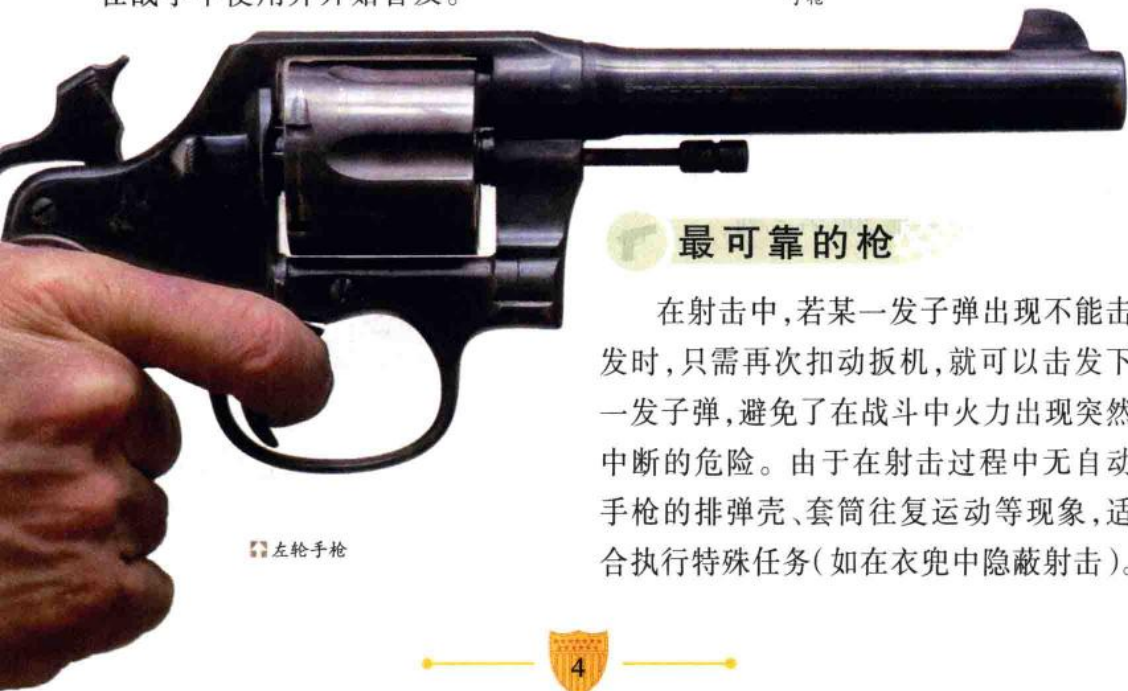 最可靠的枪
在射击中,若某一发子弹出现不能击
发时,只需再次扣动扳机,就可以击发下
一发子弹,避免了在战斗中火力出现突然
中断的危险。由于在射击过程中无自动
手枪的排弹壳、套筒往复运动等现象,适
合执行特殊任务(如在衣兜中隐蔽射击)。
左轮手枪
4